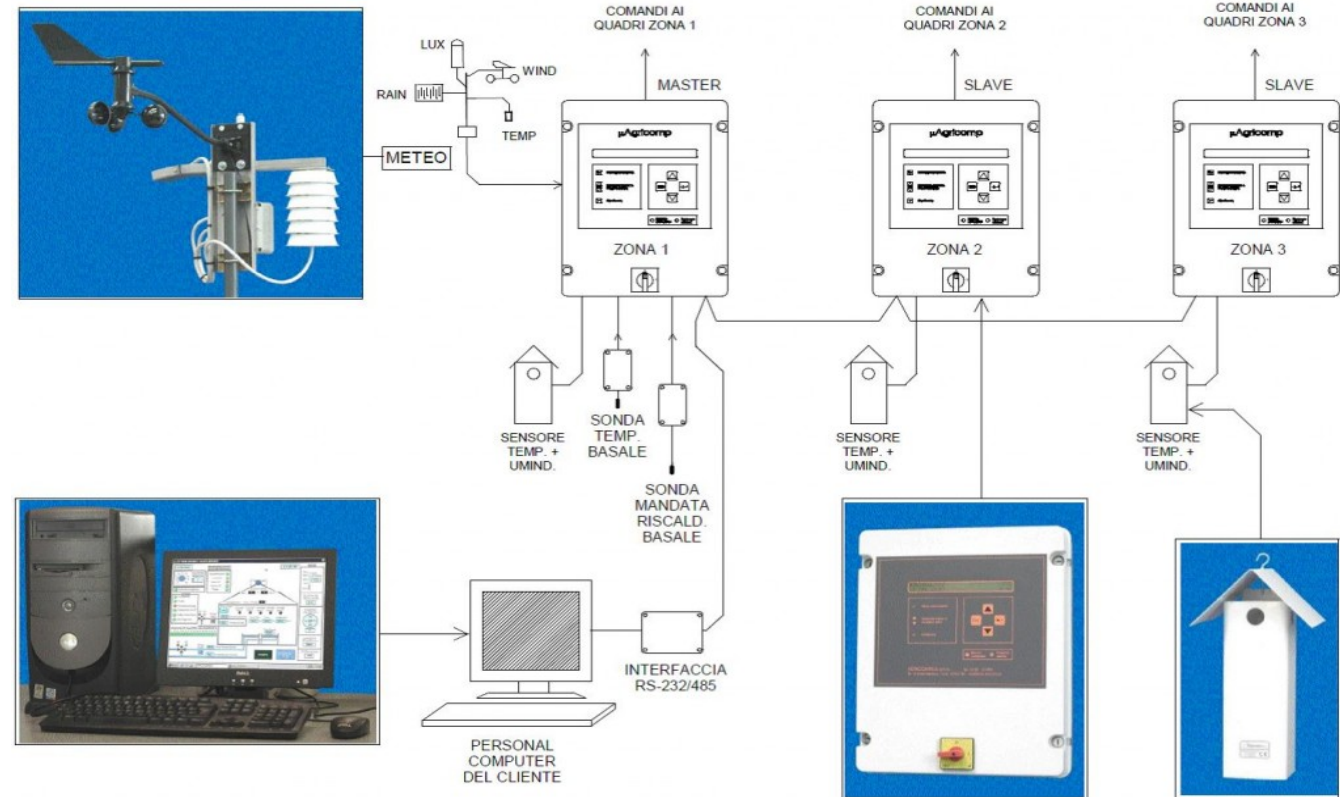 COMANDI AI
QUADRI ZONA 1
COMANDI AI
QUADRI ZONA 2
COMANDI AI
QUADRI ZONA 3
LUX
WIND
RAIN
TEMP
METEO
MASTER
SLAVE
SLAVE
µAgricomp
µAgricomp
µAgricomp
ZONA 1
ZONA 2
ZONA 3
SENSORE
TEMP. +
UMIND.
SONDA
TEMP.
BASALE
SONDA
MANDATA
RISCALD.
BASALE
SENSORE
TEMP. +
UMIND.
SENSORE
TEMP. +
UMIND.
INTERFACCIA
RS-232/485
PERSONAL
COMPUTER
DEL CLIENTE
DELL